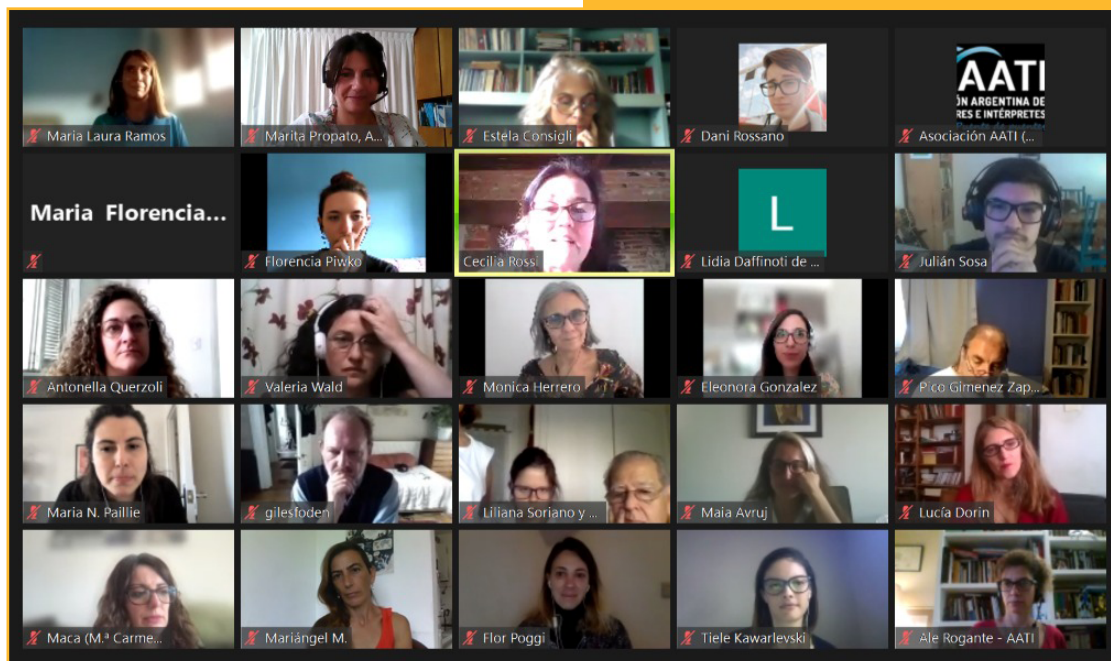 Maria Laura Ramos
Marita Propato, A...
Estela Consigli
Dani Rossano
AATI
ÓN ARGENTINA DE
RES E INTÉRPRETES
Asociación AATI (...
Maria Florencia...
Florencia Piwko
Cecilia Rossi
L
Lidia Daffinoti de ...
Julián Sosa
Antonella Querzoli
Valeria Wald
Monica Herrero
Eleonora Gonzalez
Pico Gimenez Zap...
Maria N. Paillie
gilesfoden
Liliana Soriano y ...
Maia Avruj
Lucía Dorin
Maca (M.ª Carme...
Mariángel M.
Flor Poggi
Tiele Kawarlevski
Ale Rogante - AATI